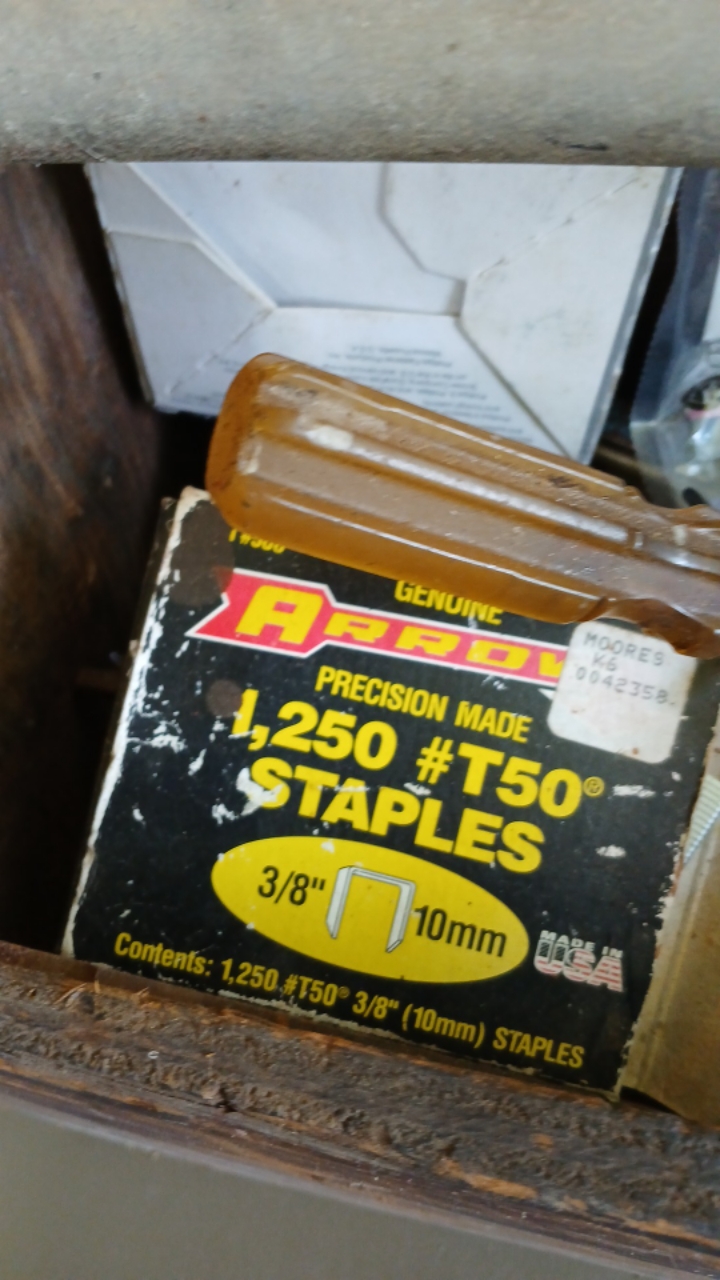 GENUINE
ARROW
MOORES
K6
0042358.
PRECISION MADE
1,250 #T50®
STAPLES
3/8" 10mm
MADE IN
USA
Contents: 1,250 #T50® 3/8" (10mm) STAPLES